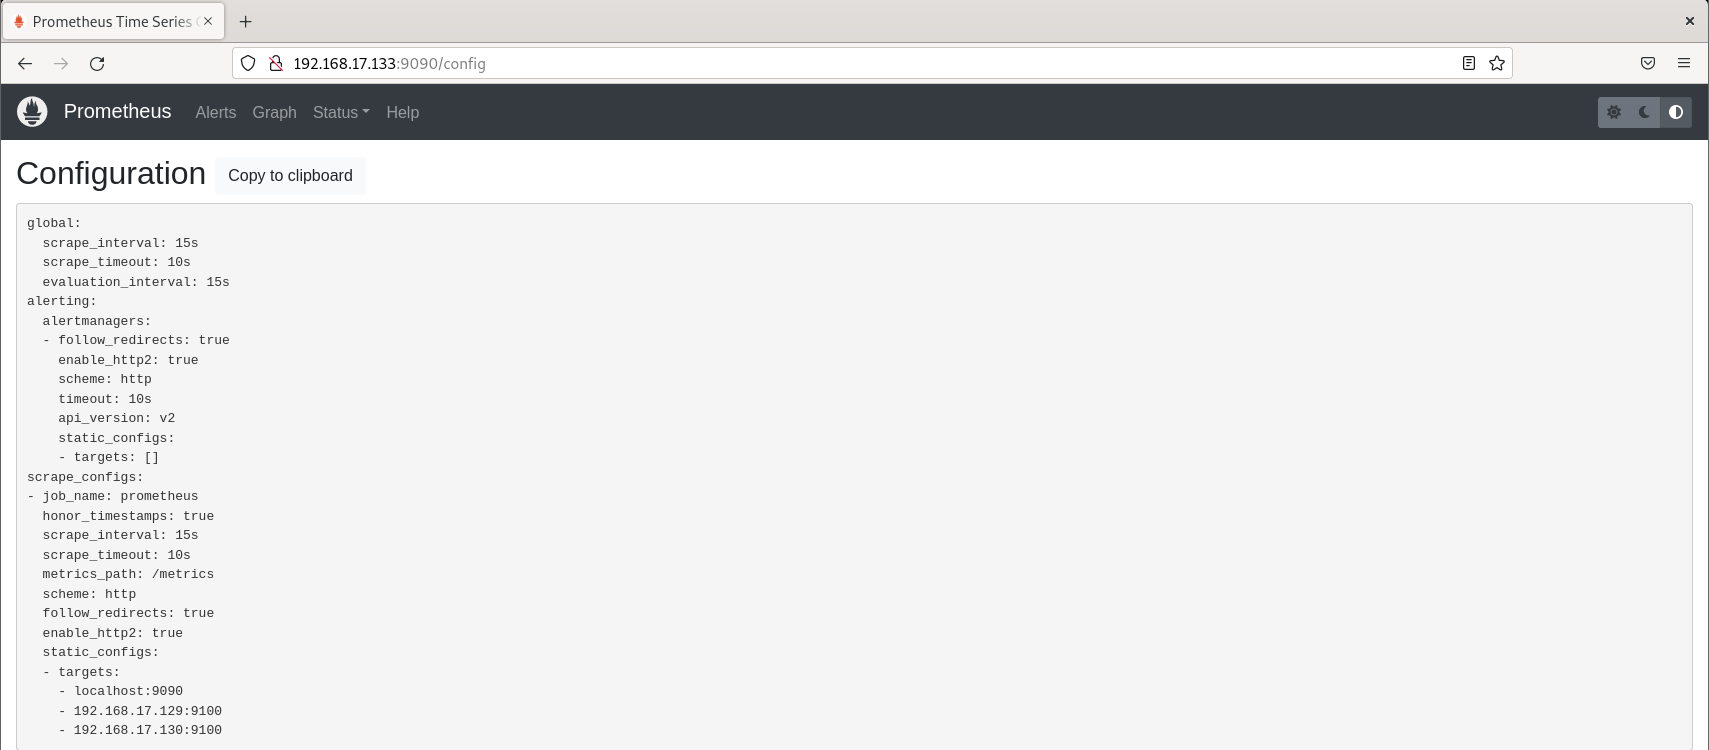 Prometheus Time Series
192.168.17.133:9090/config
Prometheus Alerts Graph Status Help
Configuration Copy to clipboard
global:
  scrape_interval: 15s
  scrape_timeout: 10s
  evaluation_interval: 15s
alerting:
  alertmanagers:
  - follow_redirects: true
    enable_http2: true
    scheme: http
    timeout: 10s
    api_version: v2
    static_configs:
    - targets: []
scrape_configs:
- job_name: prometheus
  honor_timestamps: true
  scrape_interval: 15s
  scrape_timeout: 10s
  metrics_path: /metrics
  scheme: http
  follow_redirects: true
  enable_http2: true
  static_configs:
  - targets:
    - localhost:9090
    - 192.168.17.129:9100
    - 192.168.17.130:9100